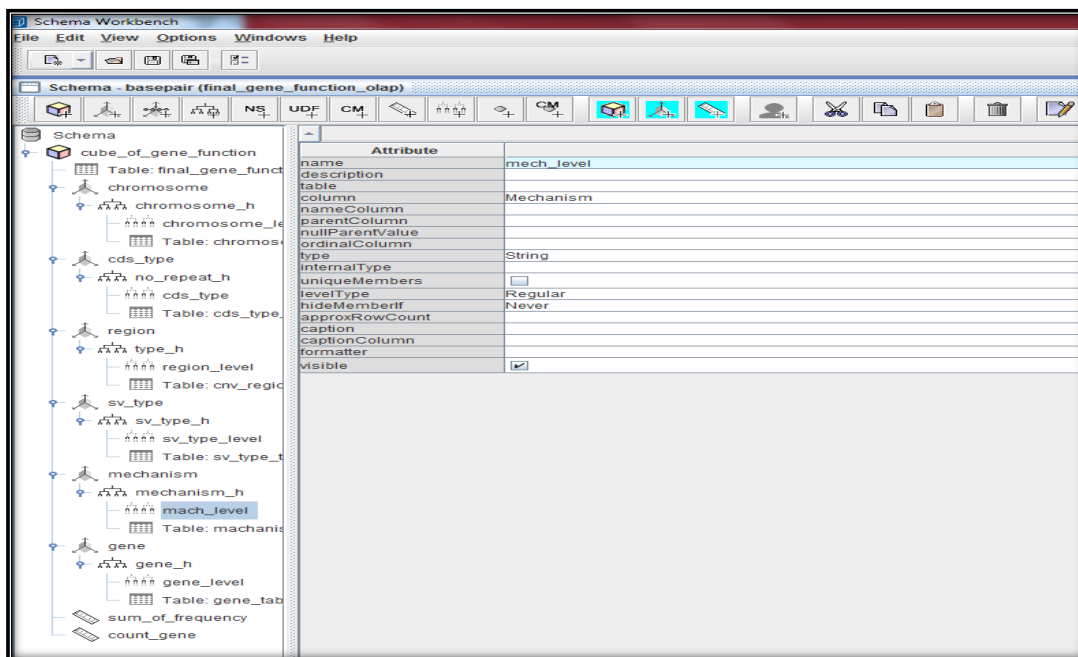 Schema Workbench
File Edit View Options Windows Help
Schema - basepair (final_gene_function_olap)
NS UDF CM CM
Schema
cube_of_gene_function
Table: final_gene_funct
chromosome
chromosome_h
chromosome_le
Table: chromos
cds_type
no_repeat_h
cds_type
Table: cds_type_
region
type_h
region_level
Table: cnv_regio
sv_type
sv_type_h
sv_type_level
Table: sv_type_t
mechanism
mechanism_h
mach_level
Table: machanis
gene
gene_h
gene_level
Table: gene_tab
sum_of_frequency
count_gene
Attribute
name mech_level
description
table
column Mechanism
nameColumn
parentColumn
nullParentValue
ordinalColumn
type String
internalType
uniqueMembers
levelType Regular
hideMemberIf Never
approxRowCount
caption
captionColumn
formatter
visible